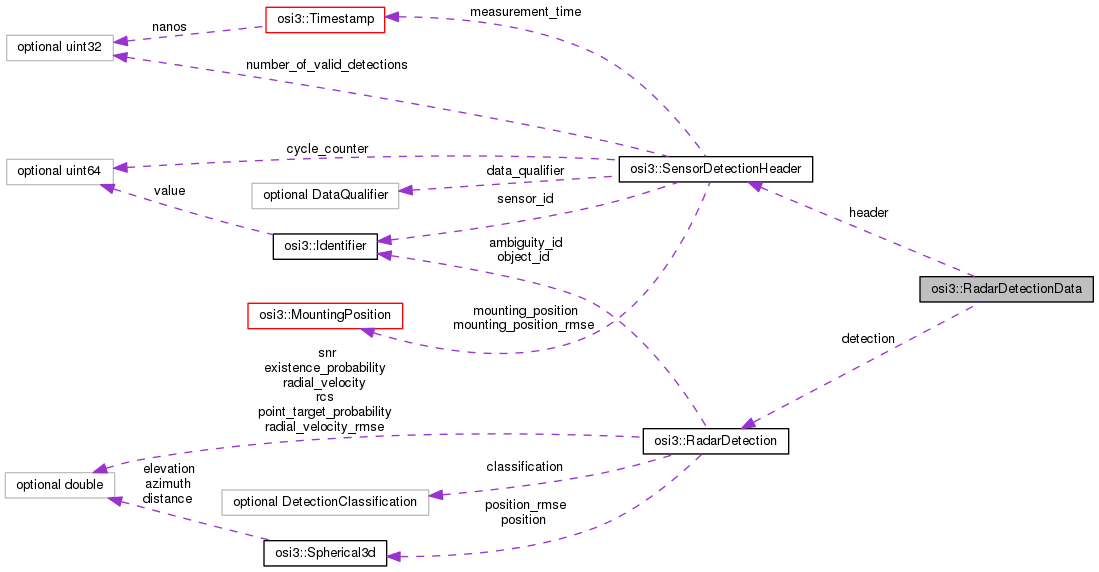 measurement_time
osi3::Timestamp
nanos
optional uint32
number_of_valid_detections
cycle_counter
osi3::SensorDetectionHeader
optional uint64
data_qualifier
value
optional DataQualifier
sensor_id
header
osi3::Identifier
ambiguity_id
object_id
osi3::RadarDetectionData
mounting_position
mounting_position_rmse
osi3::MountingPosition
detection
snr
existence_probability
radial_velocity
rcs
point_target_probability
radial_velocity_rmse
osi3::RadarDetection
classification
elevation
azimuth
distance
optional double
optional DetectionClassification
position_rmse
position
osi3::Spherical3d